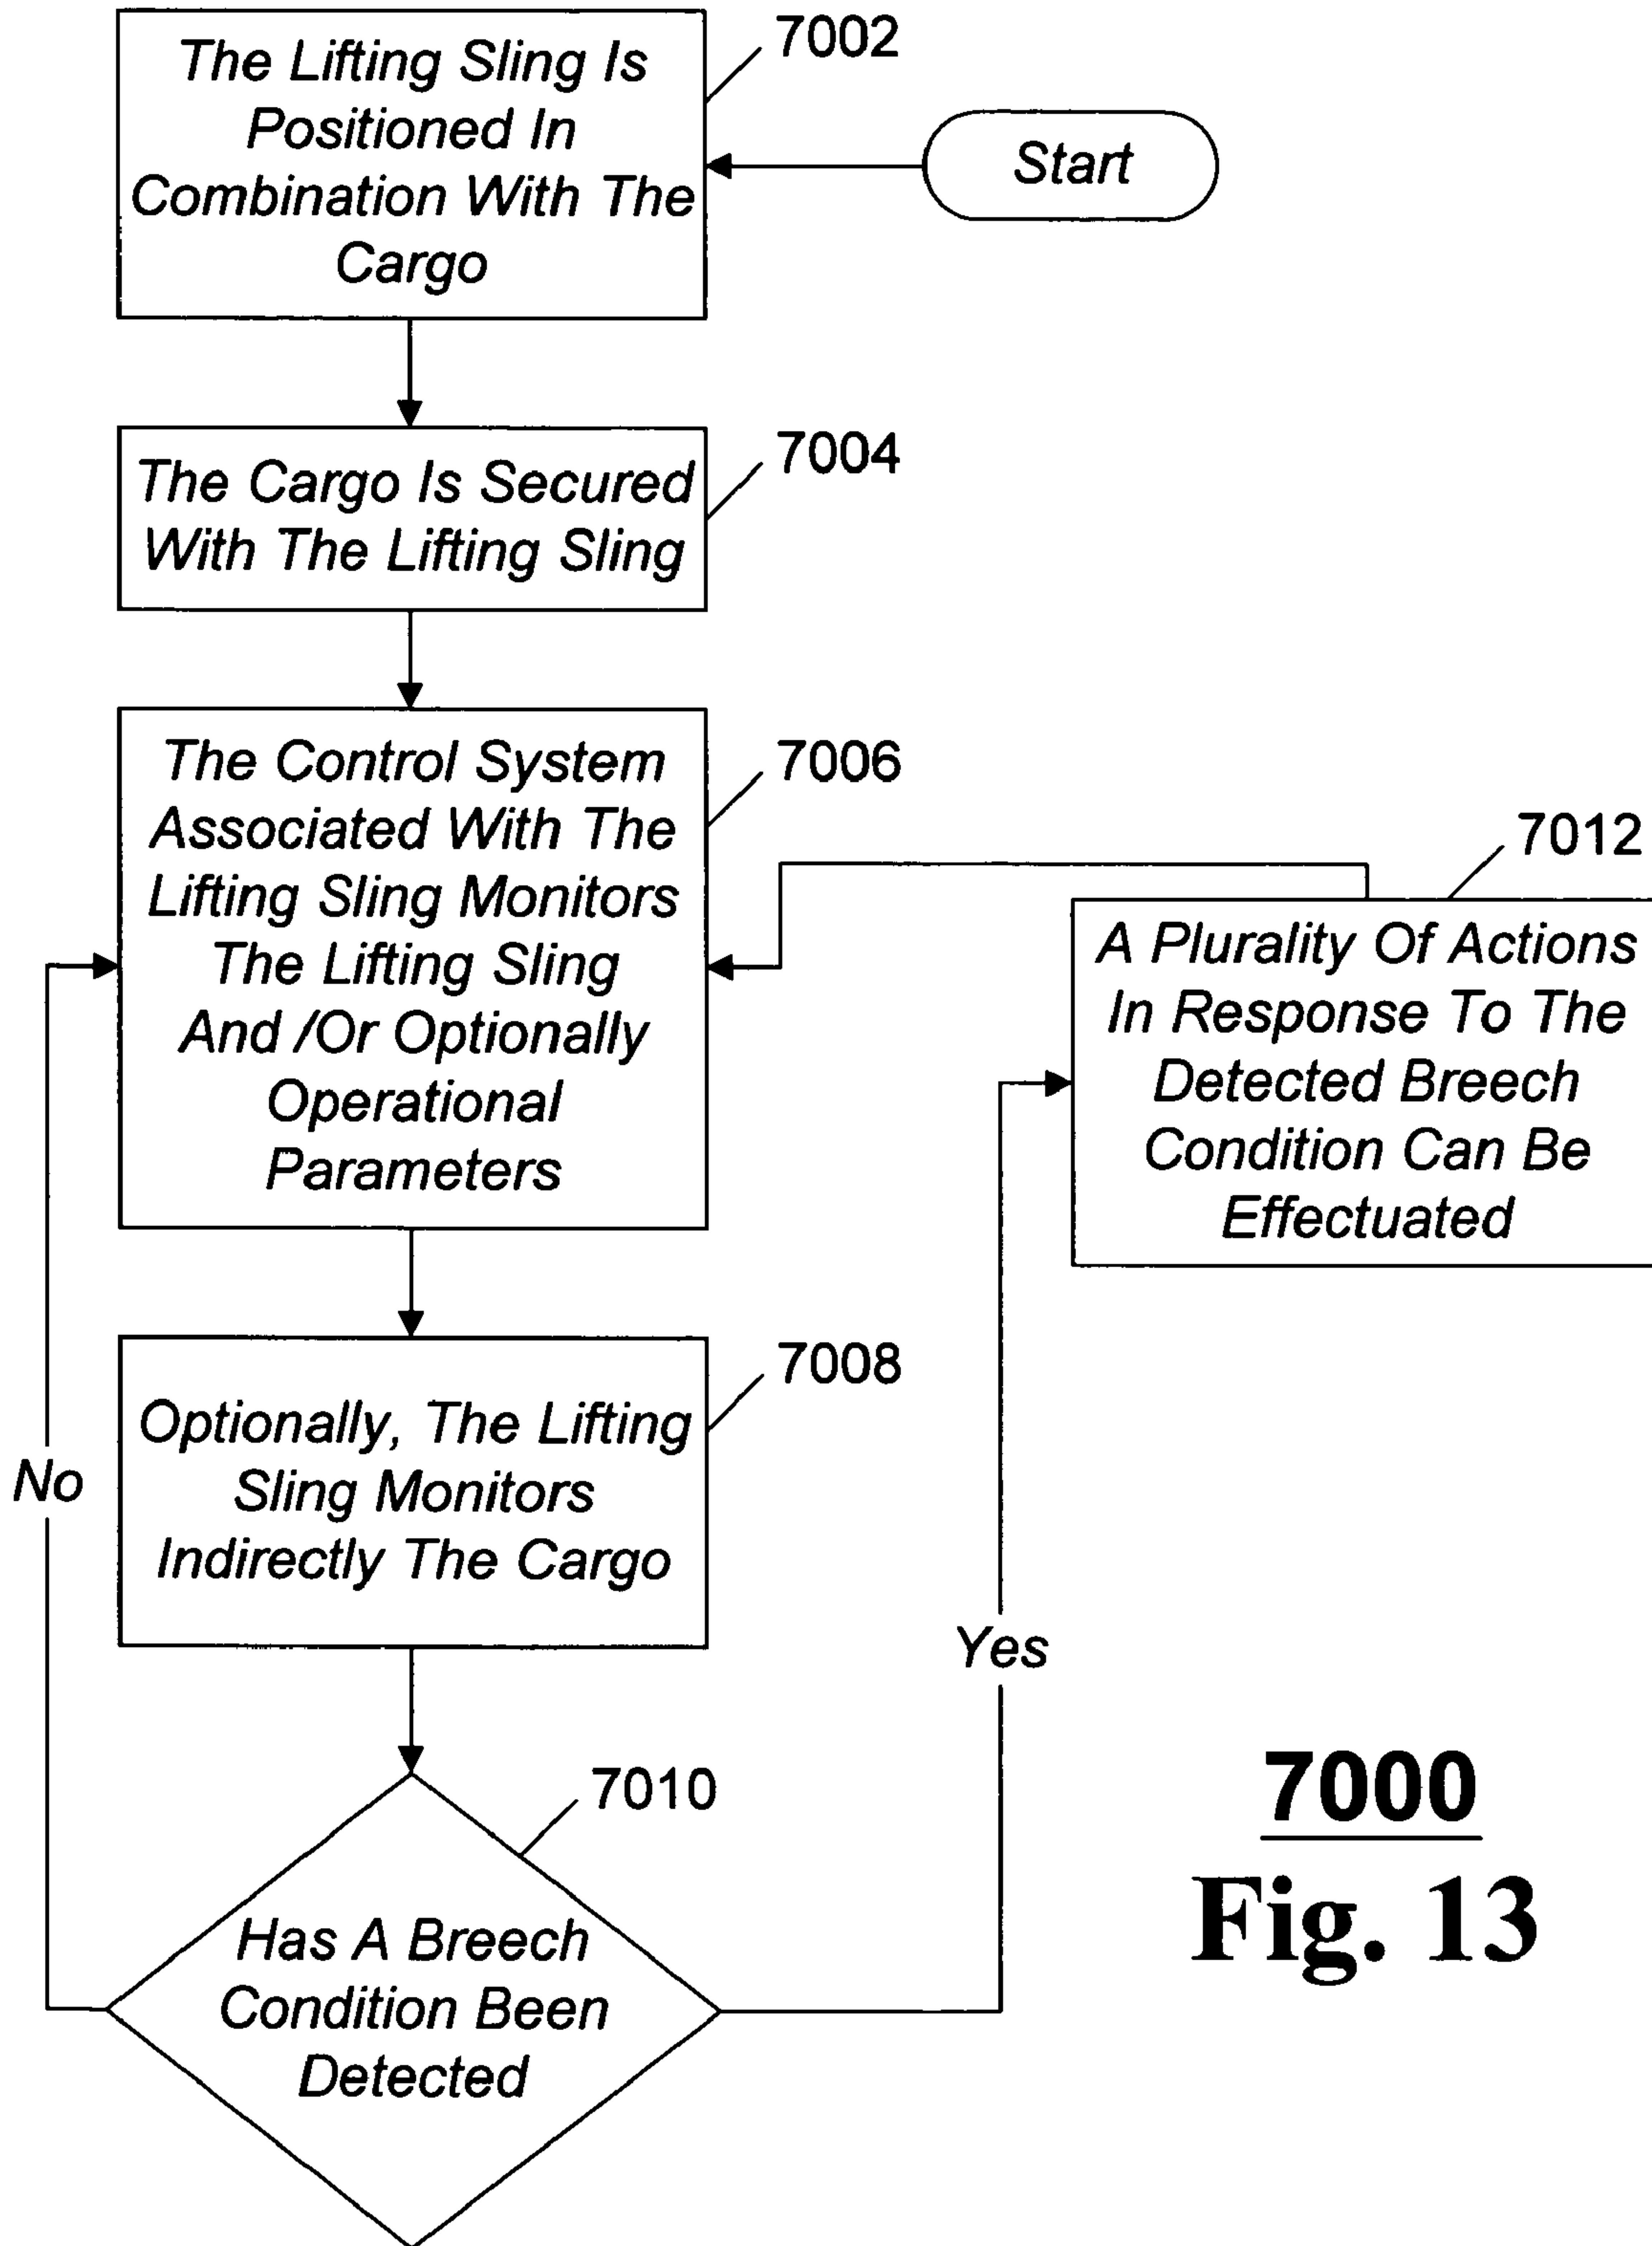 The Lifting Sling Is
Positioned In
Combination With The
Cargo
7002
Start
The Cargo Is Secured
With The Lifting Sling
7004
The Control System
Associated With The
Lifting Sling Monitors
The Lifting Sling
And /Or Optionally
Operational
Parameters
7006
7012
A Plurality Of Actions
In Response To The
Detected Breech
Condition Can Be
Effectuated
Optionally, The Lifting
Sling Monitors
Indirectly The Cargo
7008
No
Yes
7010
Has A Breech
Condition Been
Detected
7000
Fig. 13